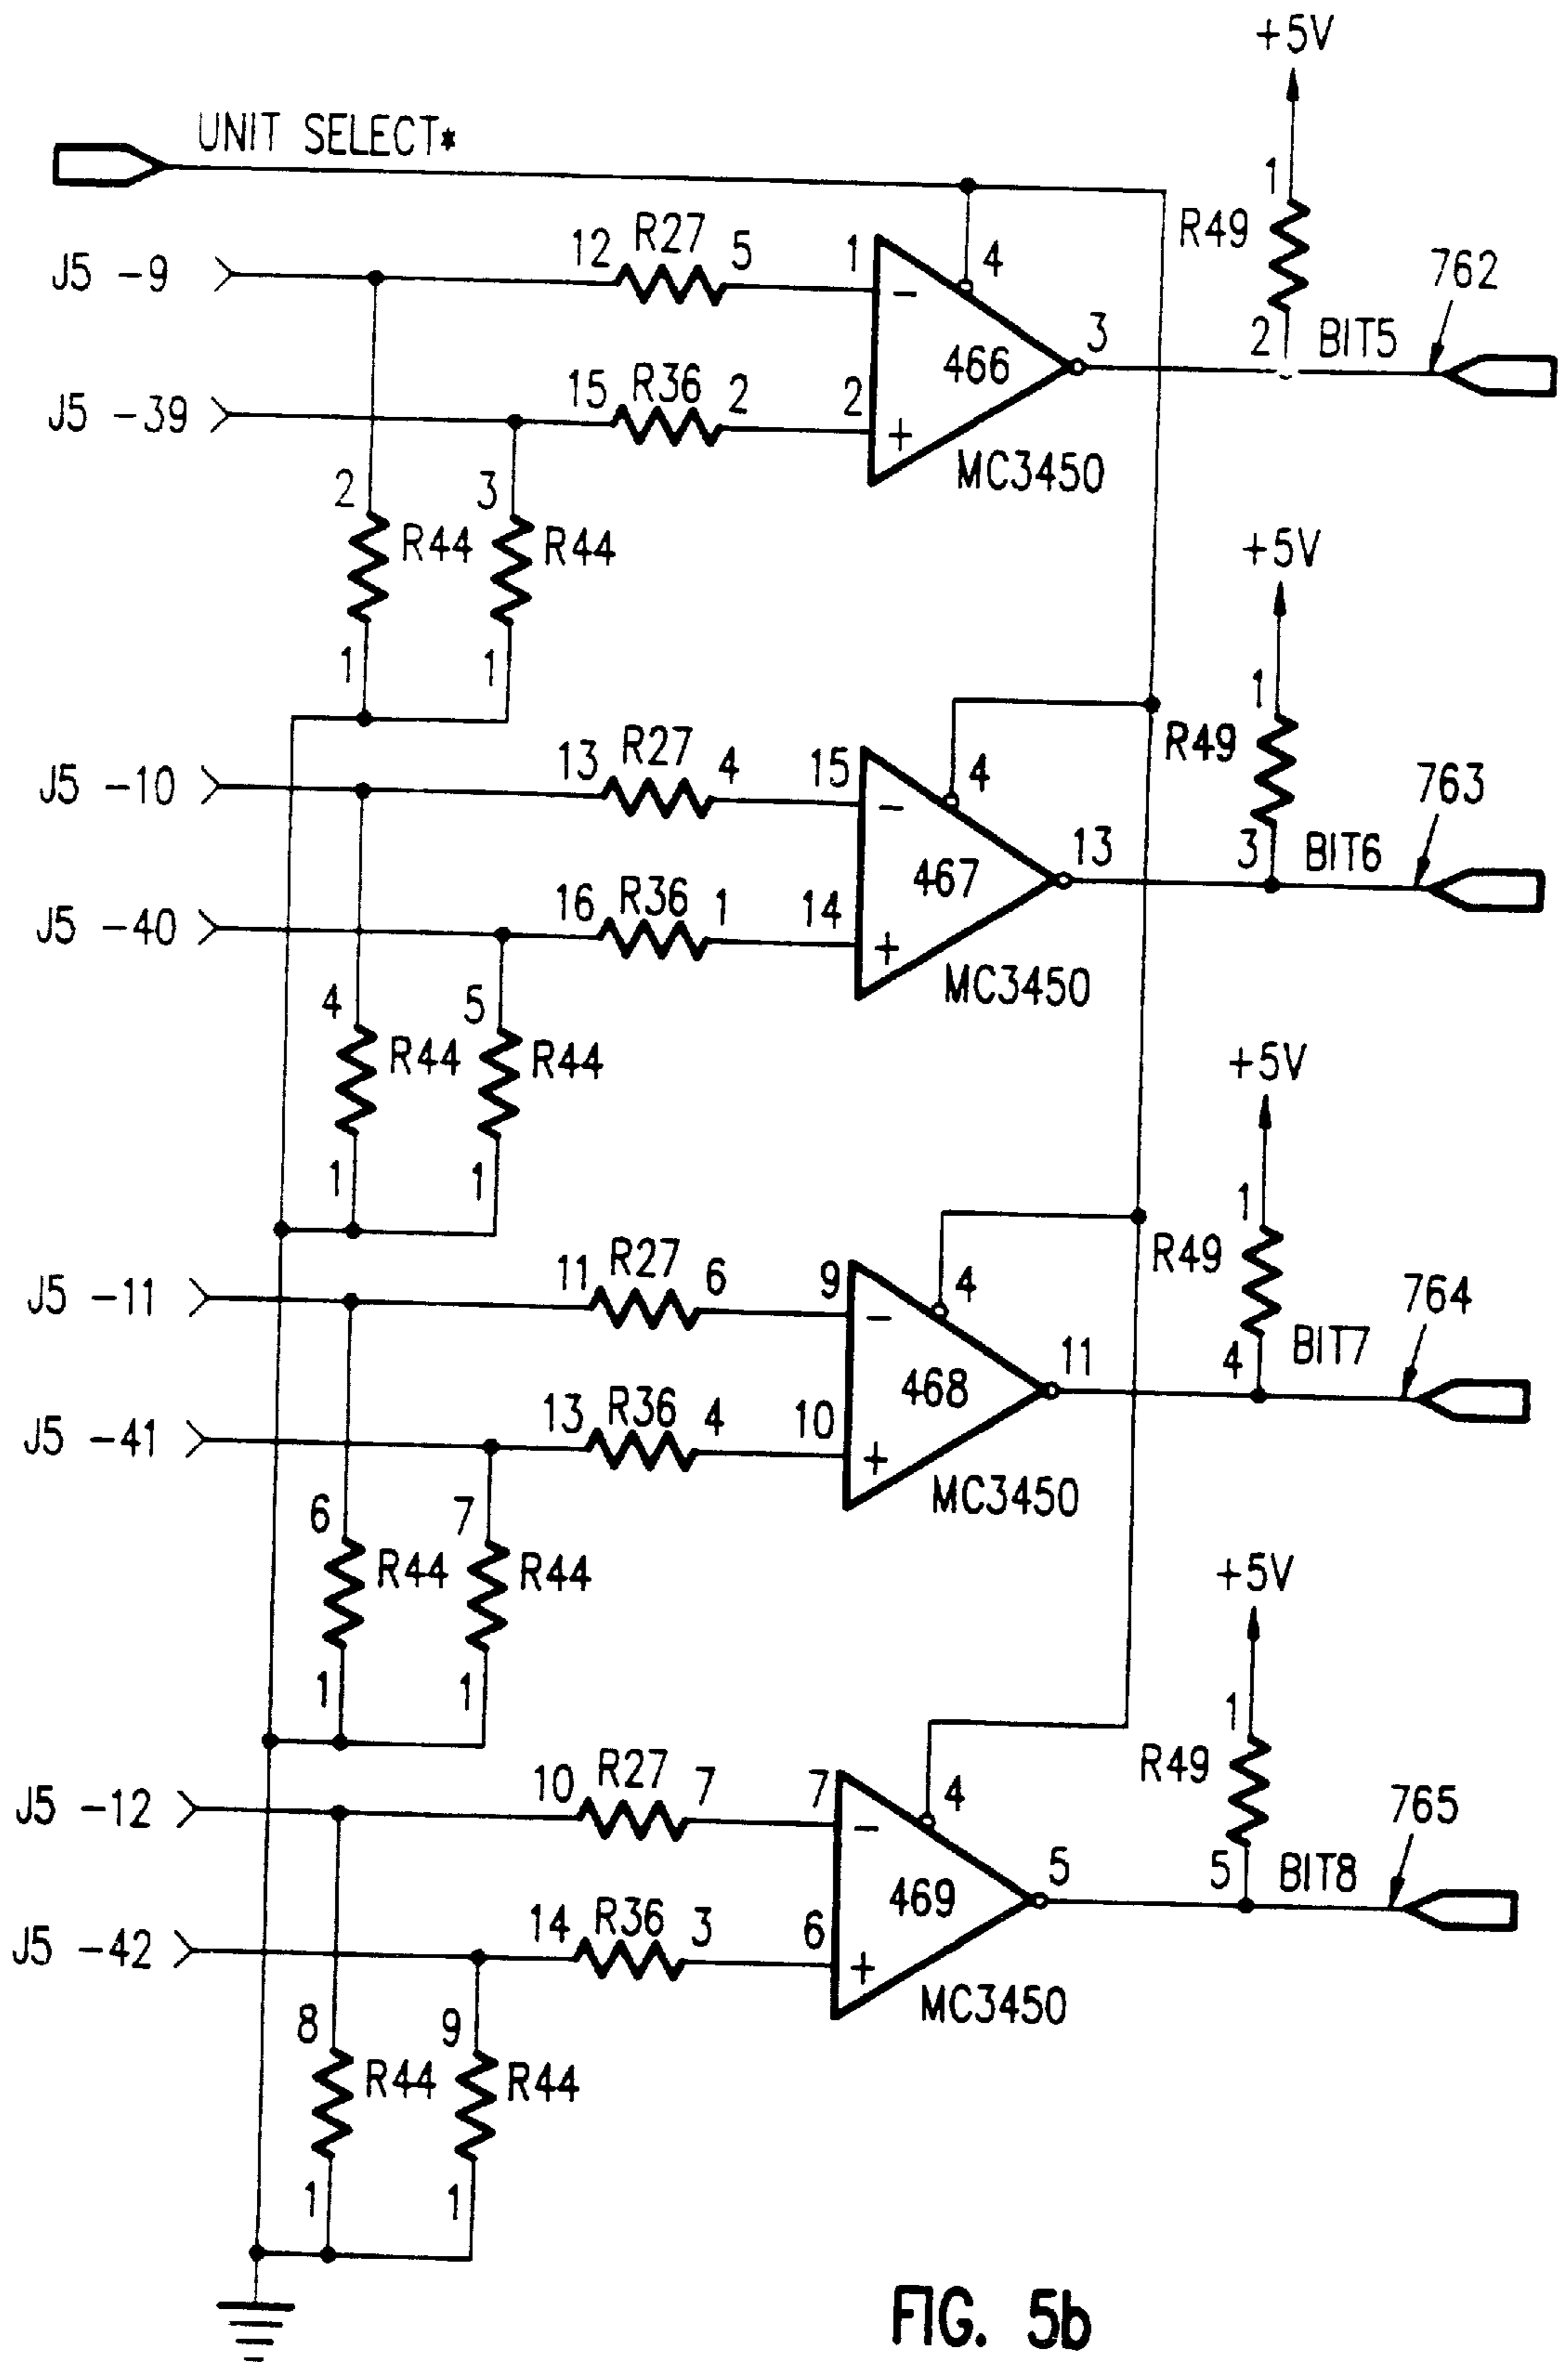 +5V
UNIT SELECT*
J5 -9 12 R27 5 1 - 4 R49 1
466 3 2 BIT5 762
J5 -39 15 R36 2 2 +
MC3450
2 R44 3 R44
1 1
+5V
J5 -10 13 R27 4 15 - 4 R49 1
467 13 3 BIT6 763
J5 -40 16 R36 1 14 +
MC3450
4 R44 5 R44
1 1
+5V
J5 -11 11 R27 6 9 - 4 R49 1
468 11 4 BIT7 764
J5 -41 13 R36 4 10 +
MC3450
6 R44 7 R44
1 1
+5V
J5 -12 10 R27 7 7 - 4 R49 1
469 5 5 BIT8 765
J5 -42 14 R36 3 6 +
MC3450
8 R44 9 R44
1 1
FIG. 5b